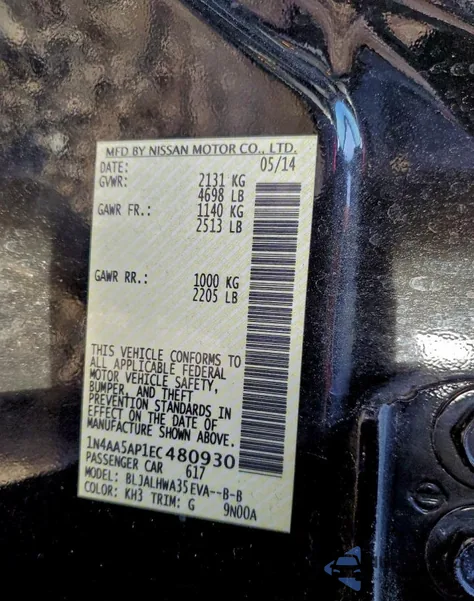 MFD BY NISSAN MOTOR CO., LTD.
DATE: 05/14
GVWR: 2131 KG
4698 LB
GAWR FR.: 1140 KG
2513 LB
GAWR RR.: 1000 KG
2205 LB
THIS VEHICLE CONFORMS TO
ALL APPLICABLE FEDERAL
MOTOR VEHICLE SAFETY,
BUMPER, AND THEFT
PREVENTION STANDARDS IN
EFFECT ON THE DATE OF
MANUFACTURE SHOWN ABOVE.
1N4AA5AP1EC480930
PASSENGER CAR 617
MODEL: BLJALHWA35EVA--B-B
COLOR: KH3 TRIM: G 9N00A